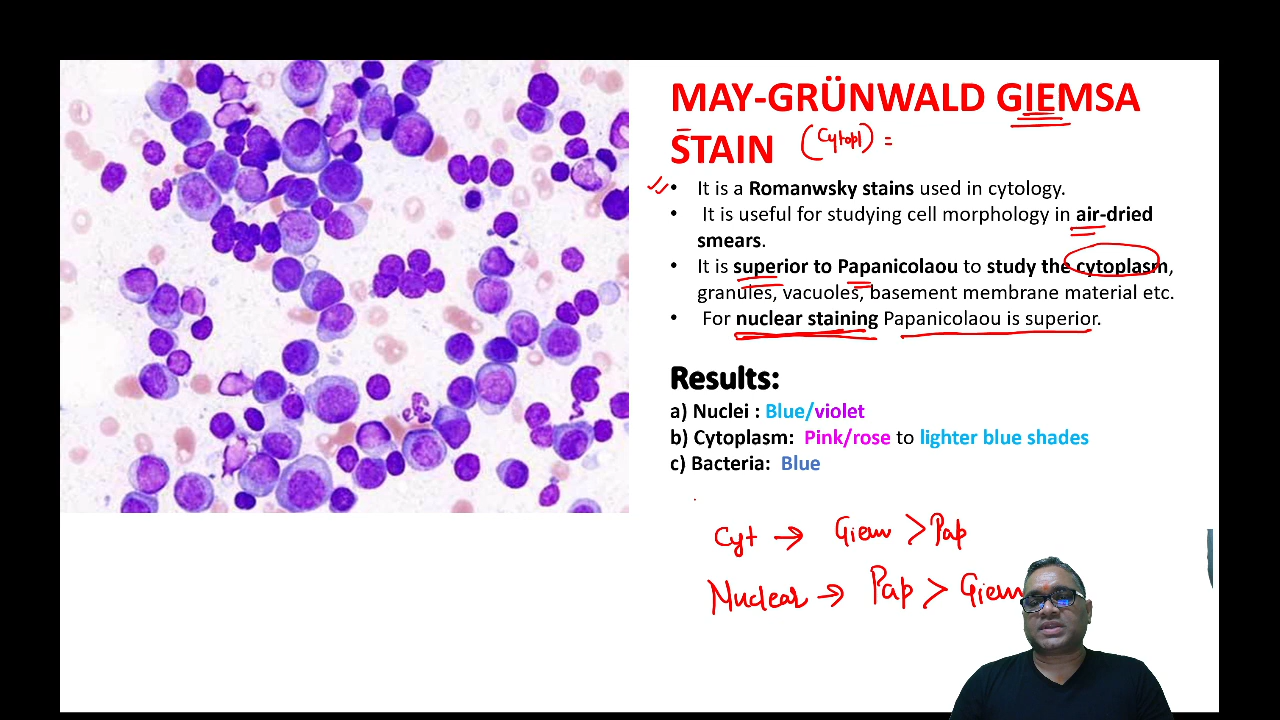 MAY-GRÜNWALD GIEMSA
STAIN (Cytopl) =
• It is a Romanwsky stains used in cytology.
• It is useful for studying cell morphology in air-dried
smears.
• It is superior to Papanicolaou to study the cytoplasm,
granules, vacuoles, basement membrane material etc.
• For nuclear staining Papanicolaou is superior.
Results:
a) Nuclei : Blue/violet
b) Cytoplasm: Pink/rose to lighter blue shades
c) Bacteria: Blue
Cyt → Giem > Pap
Nuclear → Pap > Giem